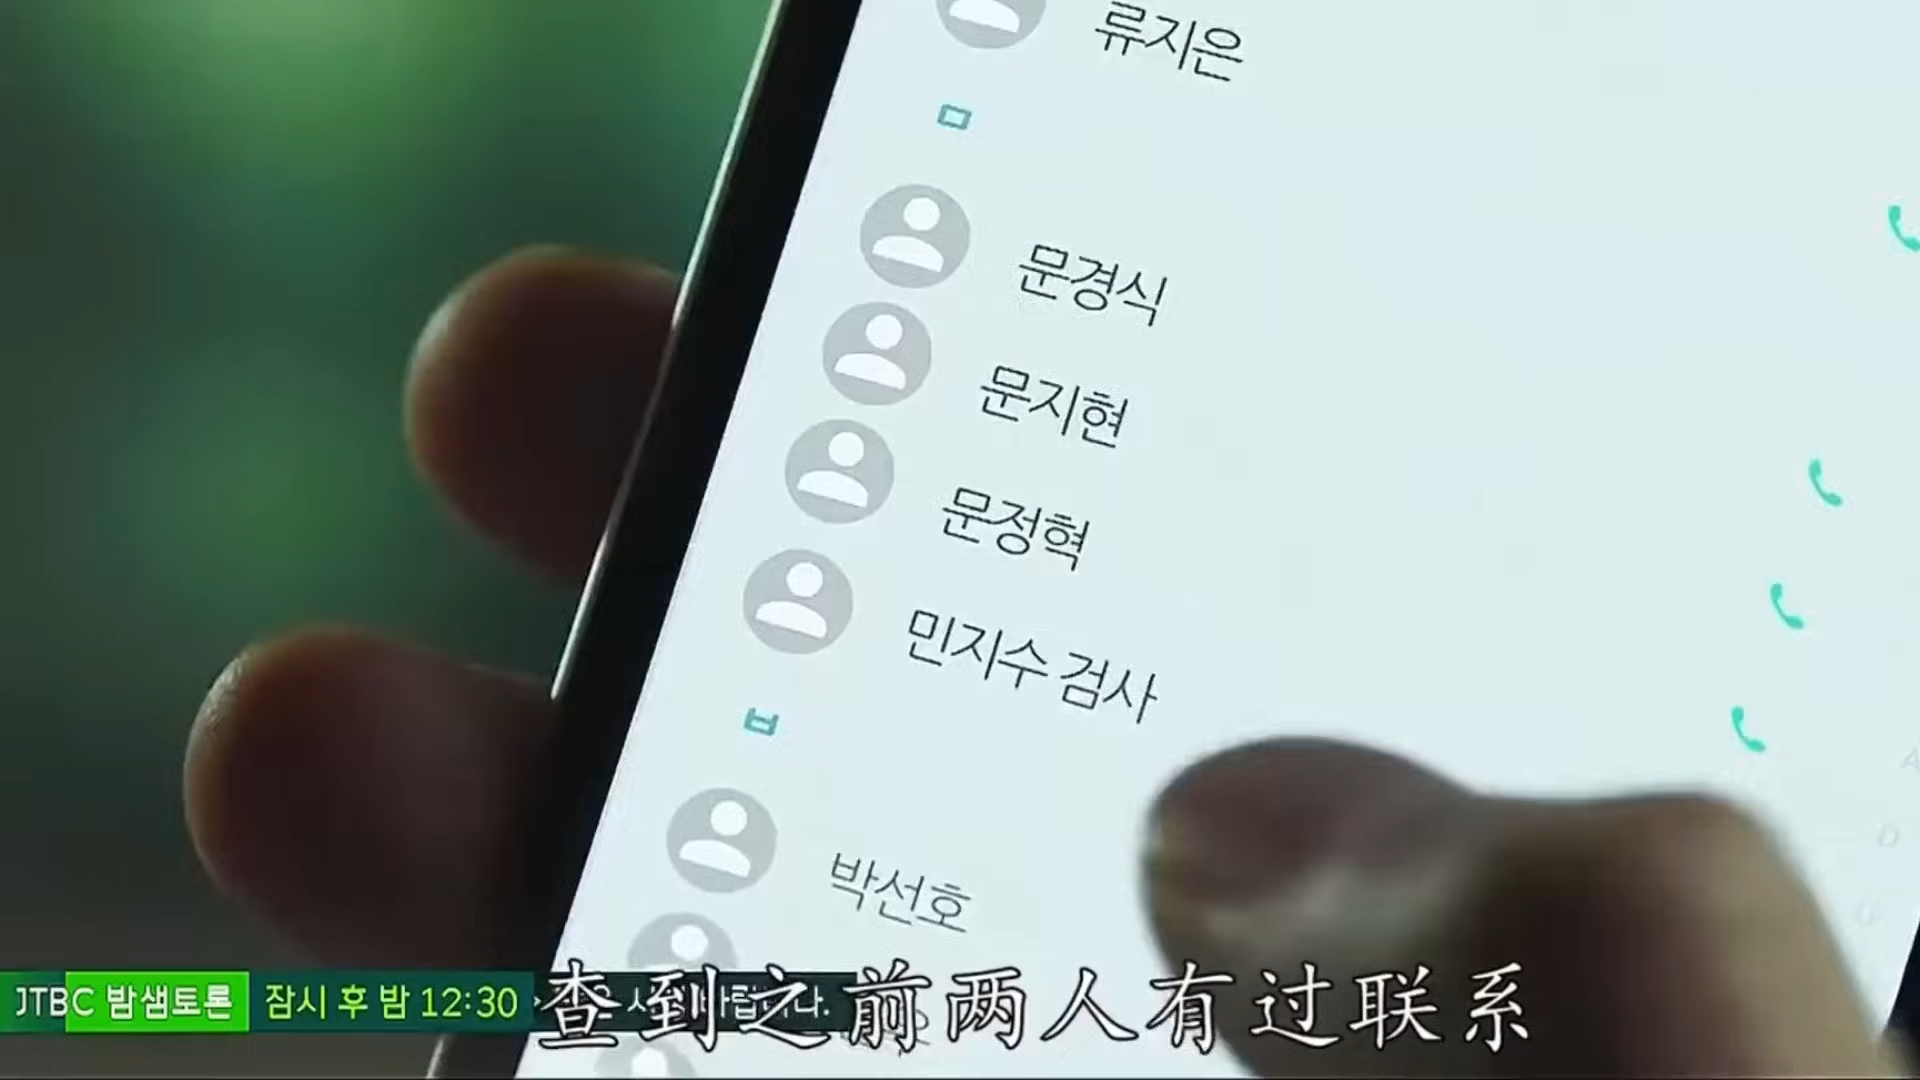 류지은
ㅁ
문경식
문지현
문정혁
민지수 검사
ㅂ
박선호
JTBC 밤샘토론
잠시 후 밤 12:30
查到之前两人有过联系